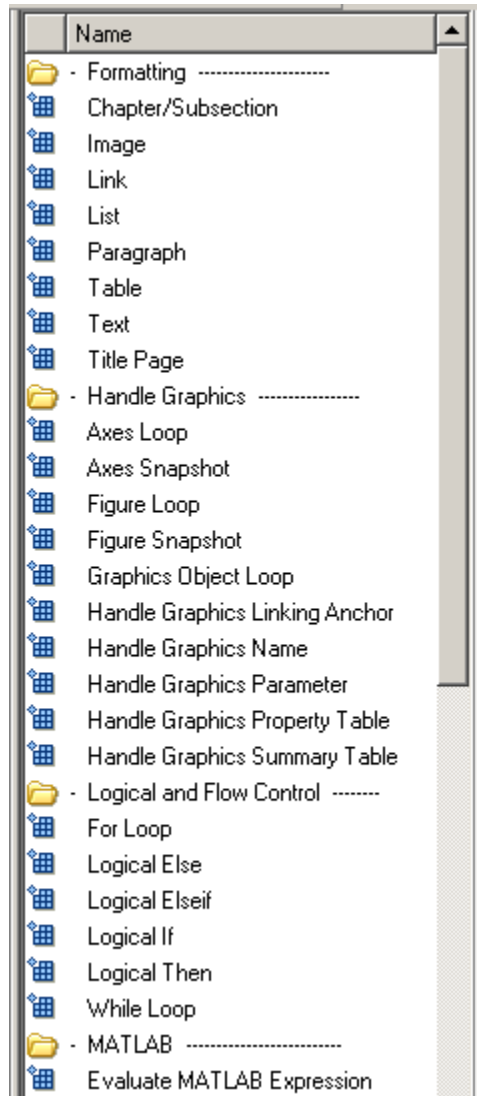 Name
- Formatting ----------------------
Chapter/Subsection
Image
Link
List
Paragraph
Table
Text
Title Page
- Handle Graphics -----------------
Axes Loop
Axes Snapshot
Figure Loop
Figure Snapshot
Graphics Object Loop
Handle Graphics Linking Anchor
Handle Graphics Name
Handle Graphics Parameter
Handle Graphics Property Table
Handle Graphics Summary Table
- Logical and Flow Control --------
For Loop
Logical Else
Logical Elseif
Logical If
Logical Then
While Loop
- MATLAB --------------------------
Evaluate MATLAB Expression